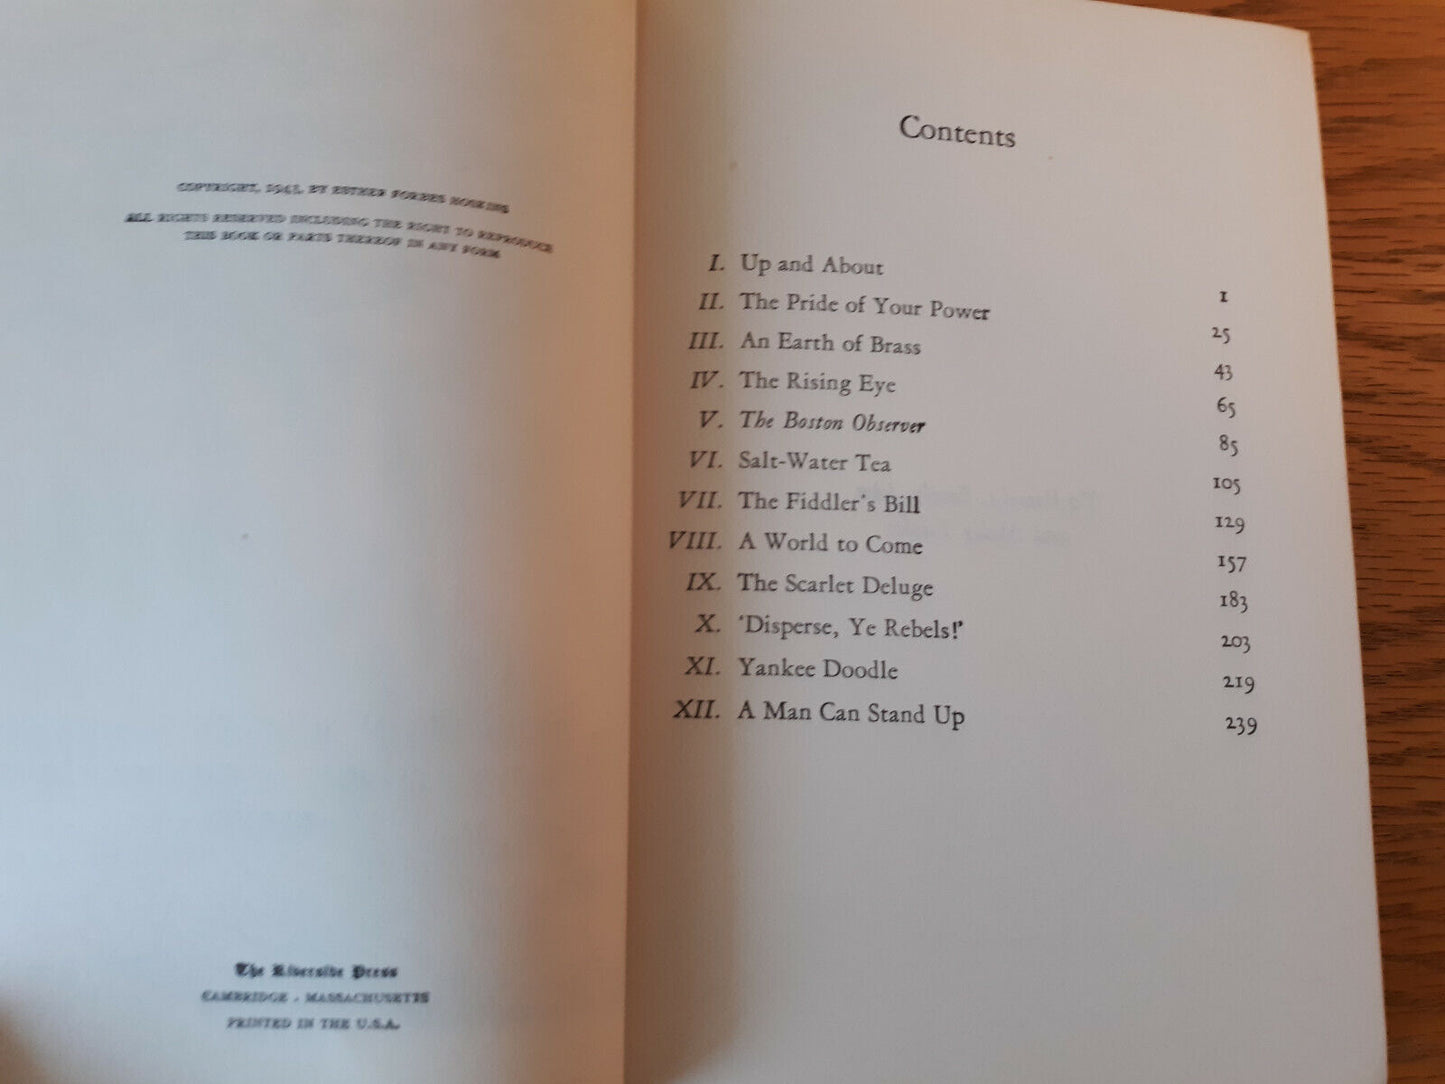 COPYRIGHT, 1943, BY ESTHER FORBES HOSKINS
ALL RIGHTS RESERVED INCLUDING THE RIGHT TO REPRODUCE
THIS BOOK OR PARTS THEREOF IN ANY FORM
The Riverside Press
CAMBRIDGE · MASSACHUSETTS
PRINTED IN THE U.S.A.
Contents
I. Up and About 1
II. The Pride of Your Power 25
III. An Earth of Brass 43
IV. The Rising Eye 65
V. The Boston Observer 85
VI. Salt-Water Tea 105
VII. The Fiddler's Bill 129
VIII. A World to Come 157
IX. The Scarlet Deluge 183
X. 'Disperse, Ye Rebels!' 203
XI. Yankee Doodle 219
XII. A Man Can Stand Up 239